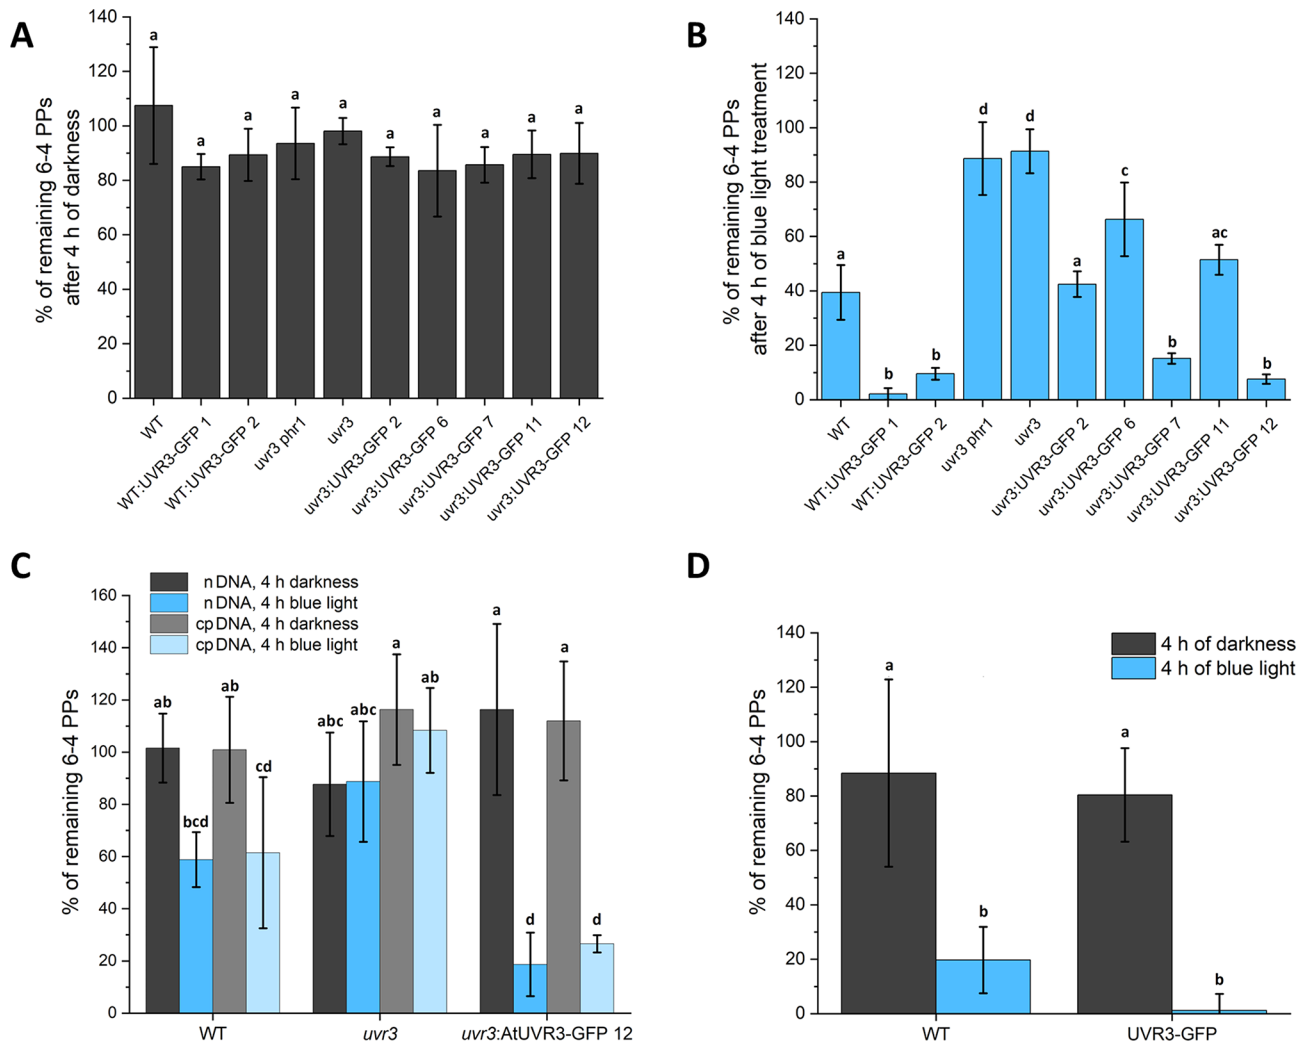 A
% of remaining 6-4 PPs
after 4 h of darkness
140
120
100
80
60
40
20
0
a
a
a
a
a
a
a
a
a
a
WT
WT:UVR3-GFP 1
WT:UVR3-GFP 2
uvr3 phr1
uvr3
uvr3:UVR3-GFP 2
uvr3:UVR3-GFP 6
uvr3:UVR3-GFP 7
uvr3:UVR3-GFP 11
uvr3:UVR3-GFP 12
B
% of remaining 6-4 PPs
after 4 h of blue light treatment
140
120
100
80
60
40
20
0
a
b
b
d
d
a
c
b
ac
b
WT
WT:UVR3-GFP 1
WT:UVR3-GFP 2
uvr3 phr1
uvr3
uvr3:UVR3-GFP 2
uvr3:UVR3-GFP 6
uvr3:UVR3-GFP 7
uvr3:UVR3-GFP 11
uvr3:UVR3-GFP 12
C
n DNA, 4 h darkness
n DNA, 4 h blue light
cp DNA, 4 h darkness
cp DNA, 4 h blue light
% of remaining 6-4 PPs
160
140
120
100
80
60
40
20
0
ab
bcd
ab
cd
abc
abc
a
ab
a
d
a
d
WT
uvr3
uvr3:AtUVR3-GFP 12
D
4 h of darkness
4 h of blue light
% of remaining 6-4 PPs
140
120
100
80
60
40
20
0
a
b
a
b
WT
UVR3-GFP